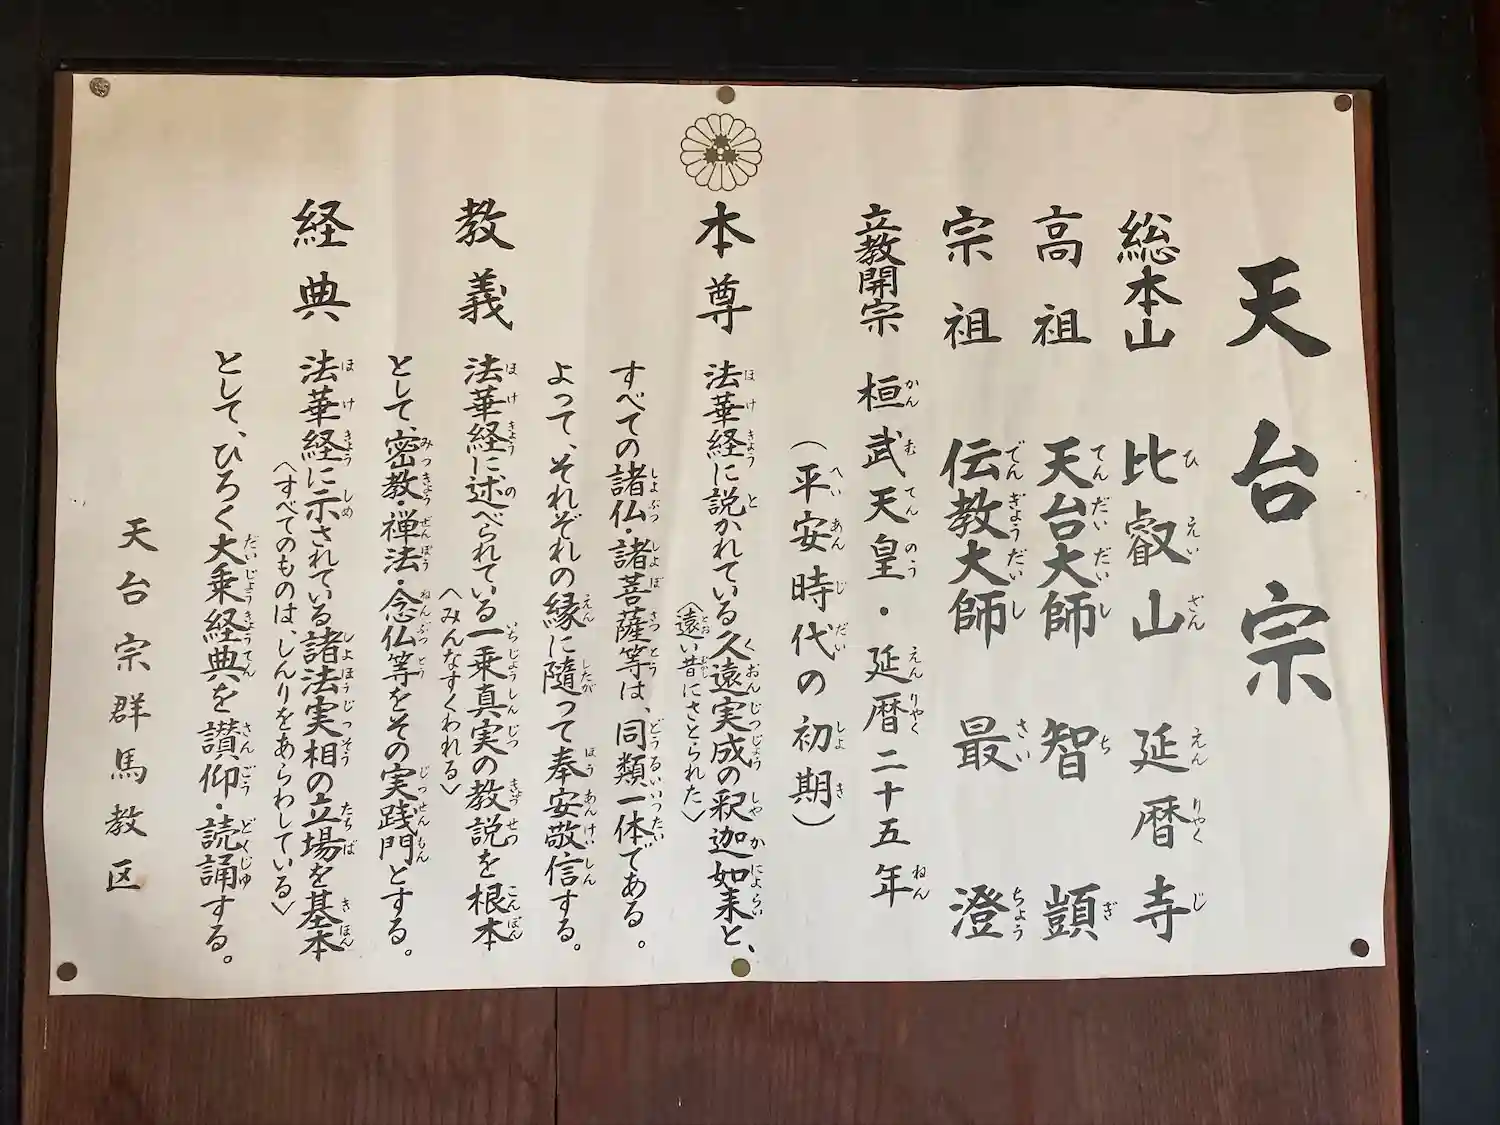 天台宗
総本山 比叡山 延暦寺
高祖 天台大師 智顗
宗祖 伝教大師 最澄
立教開宗 桓武天皇・延暦二十五年
(平安時代の初期)
本尊 法華経に説かれている久遠実成の釈迦如来と、
〈遠い昔にさとられた〉
すべての諸仏・諸菩薩等は、同類一体である。
よって、それぞれの縁に随って奉安敬信する。
教義 法華経に述べられている一乗真実の教説を根本
〈みんなすくわれる〉
として、密教・禅法・念仏等をその実践門とする。
経典 法華経に示されている諸法実相の立場を基本
〈すべてのものは、しんりをあらわしている〉
として、ひろく大乗経典を讃仰・読誦する。
天台宗群馬教区